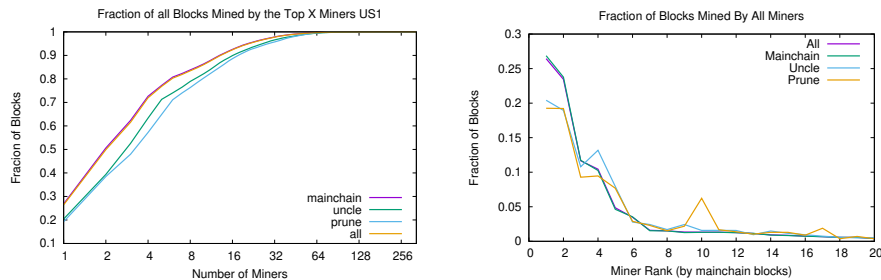 Fraction of all Blocks Mined by the Top X Miners US1
1
0.9
0.8
0.7
0.6
0.5
0.4
0.3
0.2
0.1
Fracion of Blocks
mainchain
uncle
prune
all
1 2 4 8 16 32 64 128 256
Number of Miners
Fraction of Blocks Mined By All Miners
0.3
0.25
0.2
0.15
0.1
0.05
0
Fraction of Blocks
All
Mainchain
Uncle
Prune
0 2 4 6 8 10 12 14 16 18 20
Miner Rank (by mainchain blocks)